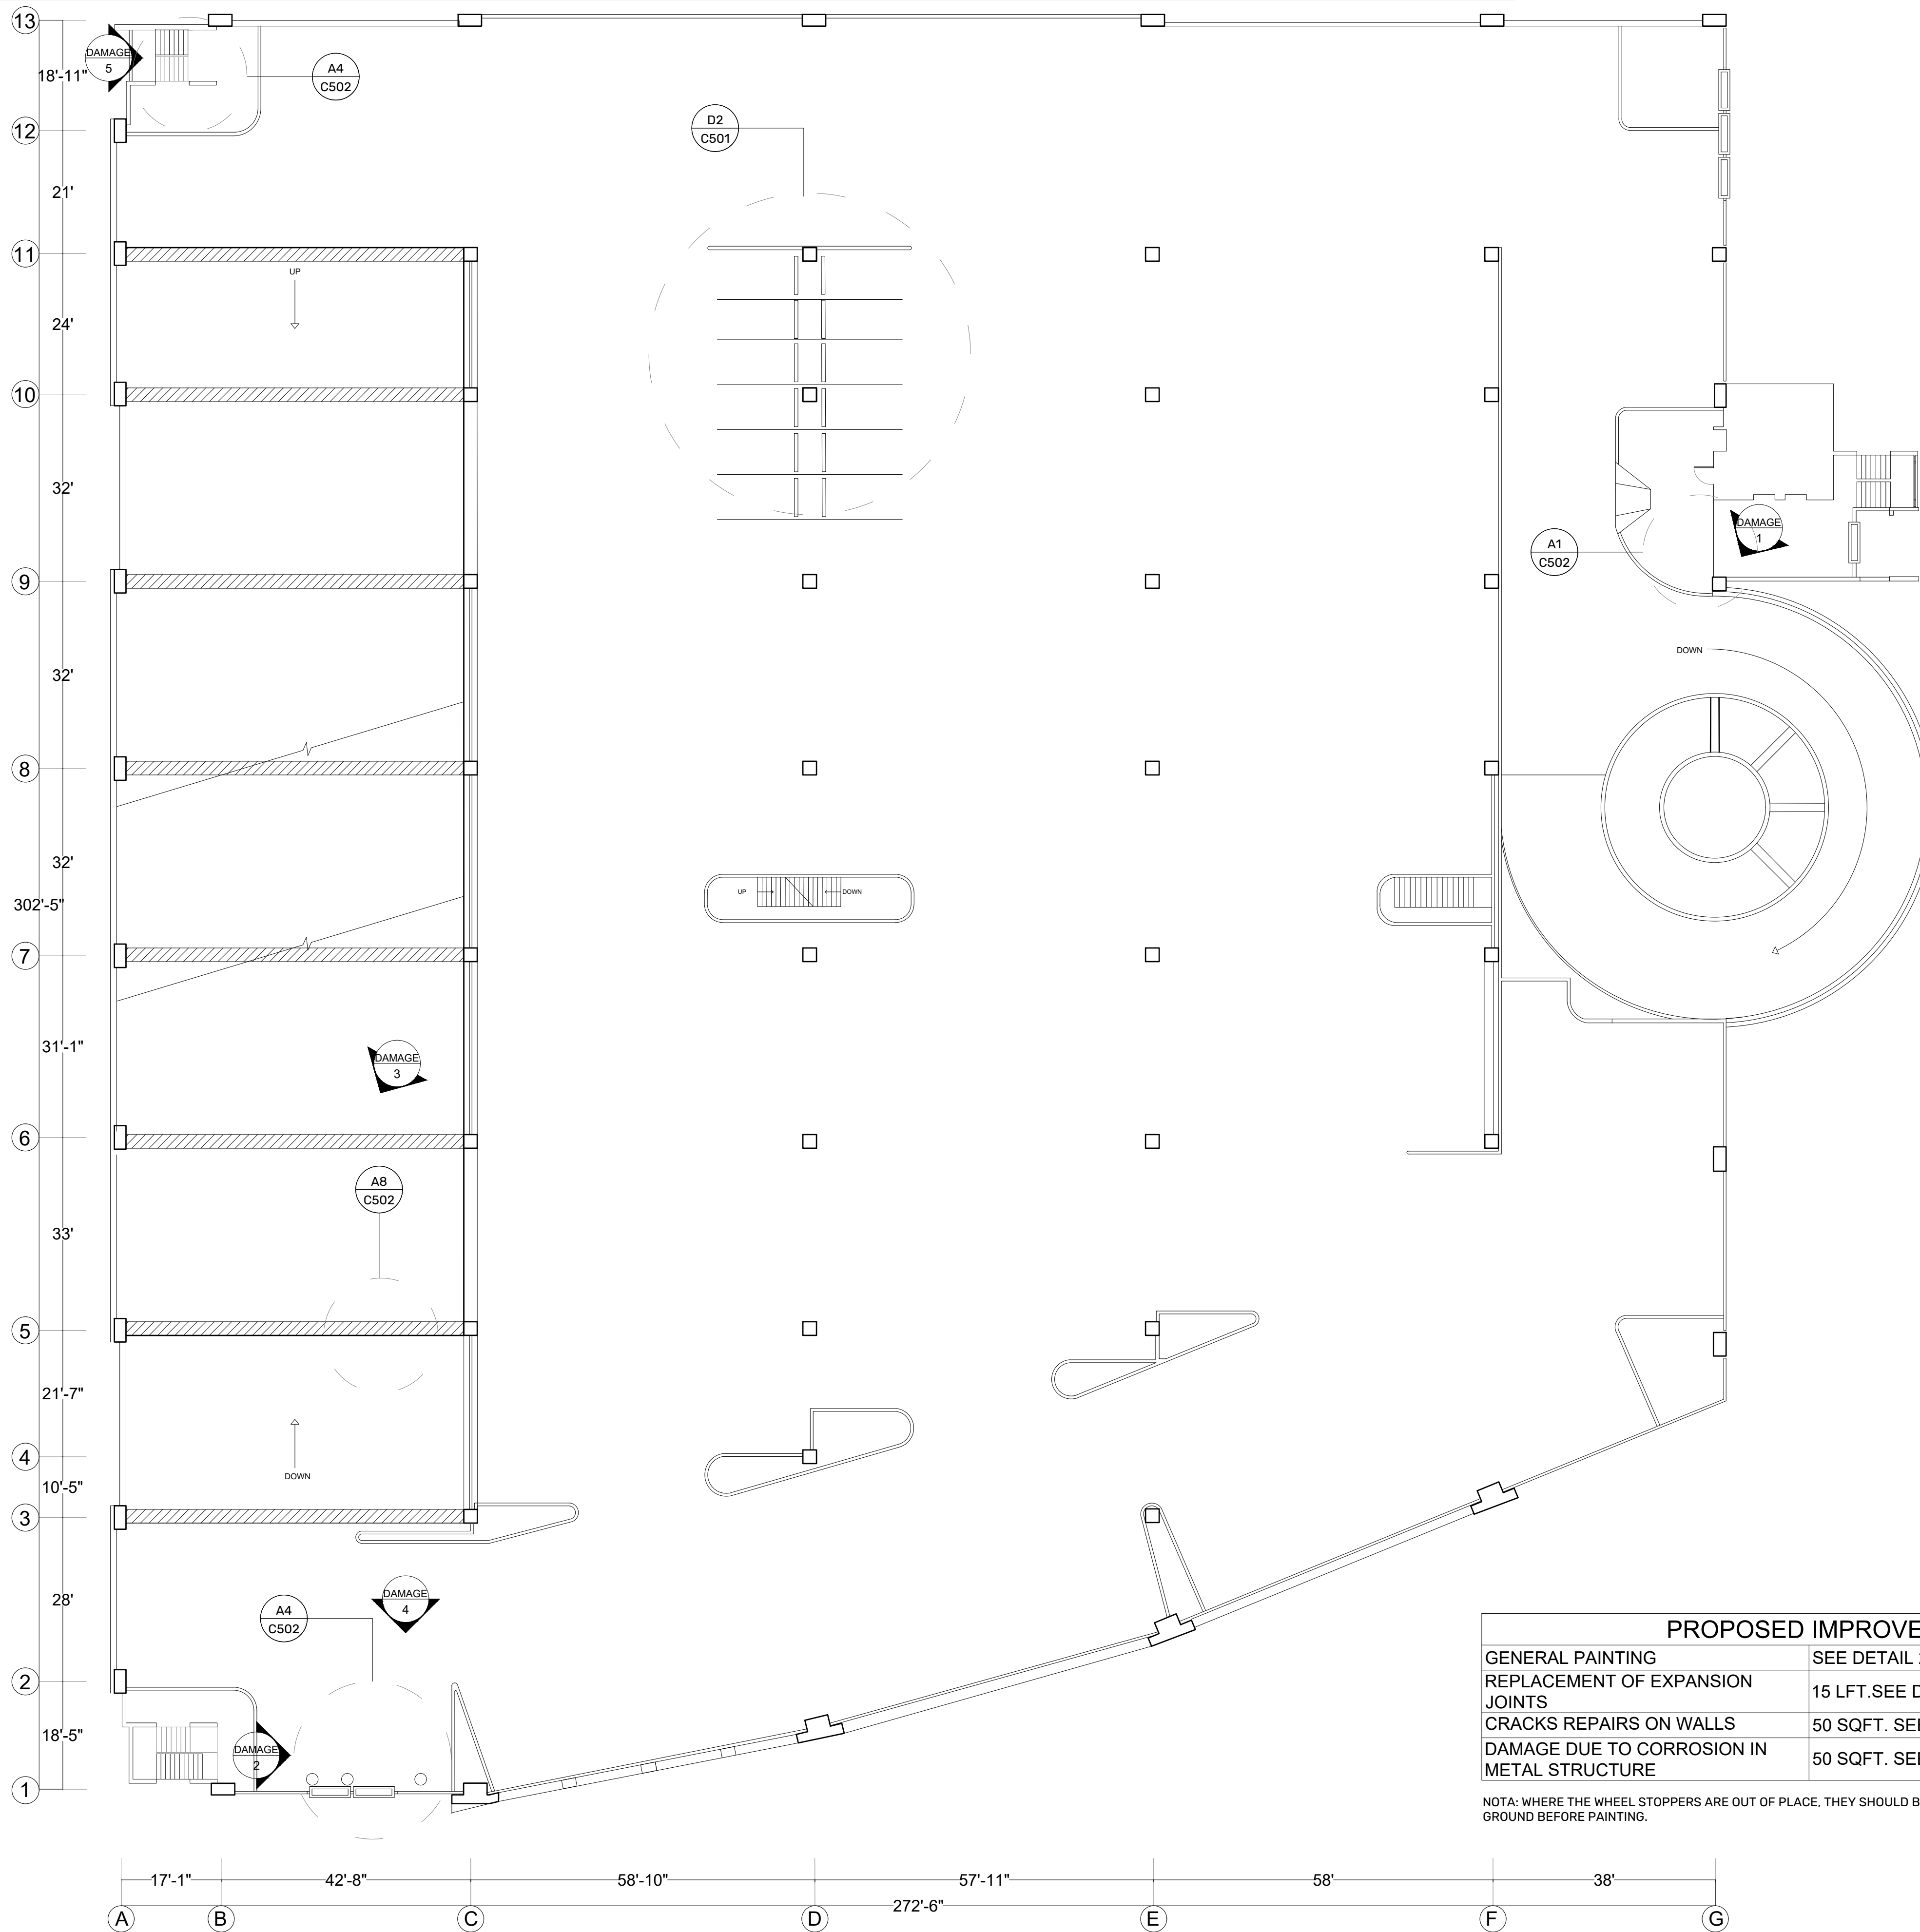 13
DAMAGE
5
18'-11"
A4
C502
12
D2
C501
21'
11
UP
24'
10
32'
A1
C502
DAMAGE
1
9
DOWN
32'
8
32'
UP
DOWN
302'-5"
7
31'-1"
DAMAGE
3
6
A8
C502
33'
5
21'-7"
4
DOWN
10'-5"
3
28'
A4
C502
DAMAGE
4
2
18'-5"
DAMAGE
2
1
PROPOSED IMPROVE
GENERAL PAINTING
SEE DETAIL
REPLACEMENT OF EXPANSION
JOINTS
15 LFT.SEE D
CRACKS REPAIRS ON WALLS
50 SQFT. SEE
DAMAGE DUE TO CORROSION IN
METAL STRUCTURE
50 SQFT. SEE
NOTA: WHERE THE WHEEL STOPPERS ARE OUT OF PLACE, THEY SHOULD B
GROUND BEFORE PAINTING.
17'-1"
42'-8"
58'-10"
57'-11"
58'
38'
272'-6"
A
B
C
D
E
F
G